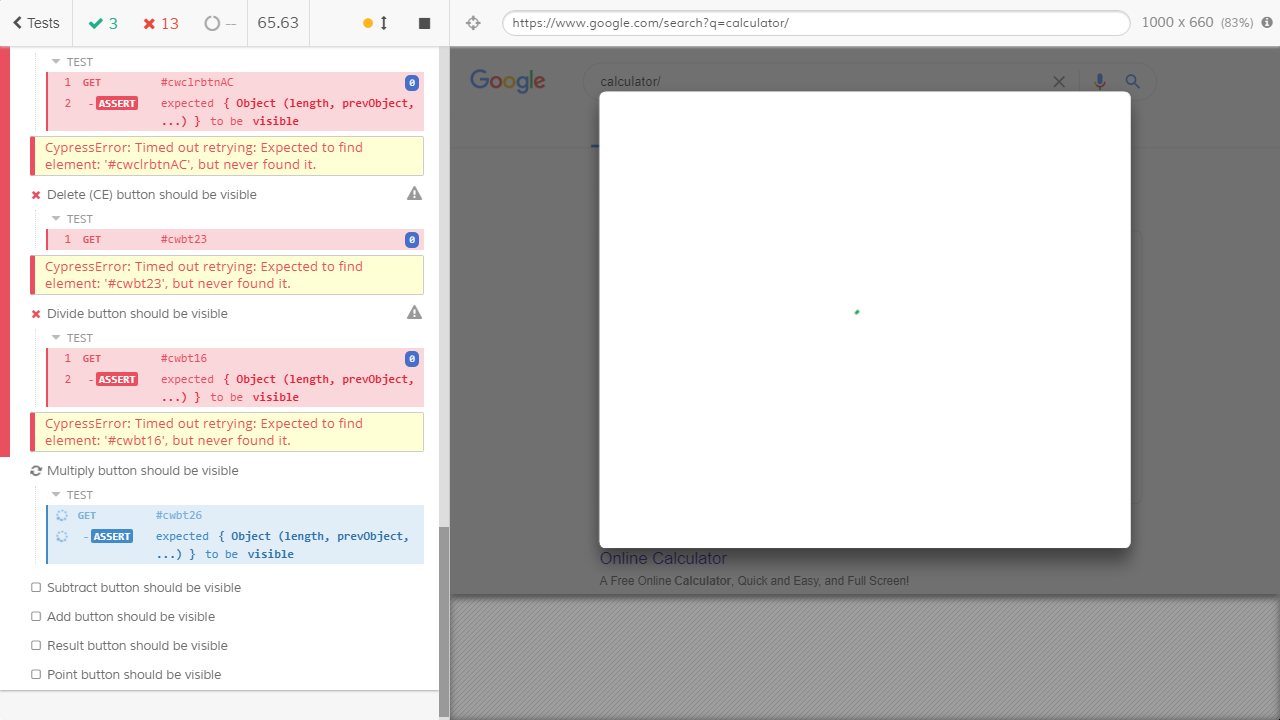 Tests 3 13 -- 65.63
https://www.google.com/search?q=calculator/ 1000 x 660 (83%)
TEST
1 GET #cwclrbtnAC 0
2 -ASSERT expected { Object (length, prevObject,
...) } to be visible
CypressError: Timed out retrying: Expected to find
element: '#cwclrbtnAC', but never found it.
Delete (CE) button should be visible
TEST
1 GET #cwbt23 0
CypressError: Timed out retrying: Expected to find
element: '#cwbt23', but never found it.
Divide button should be visible
TEST
1 GET #cwbt16 0
2 -ASSERT expected { Object (length, prevObject,
...) } to be visible
CypressError: Timed out retrying: Expected to find
element: '#cwbt16', but never found it.
Multiply button should be visible
TEST
GET #cwbt26
-ASSERT expected { Object (length, prevObject,
...) } to be visible
Subtract button should be visible
Add button should be visible
Result button should be visible
Point button should be visible
Google calculator/
Online Calculator
A Free Online Calculator, Quick and Easy, and Full Screen!